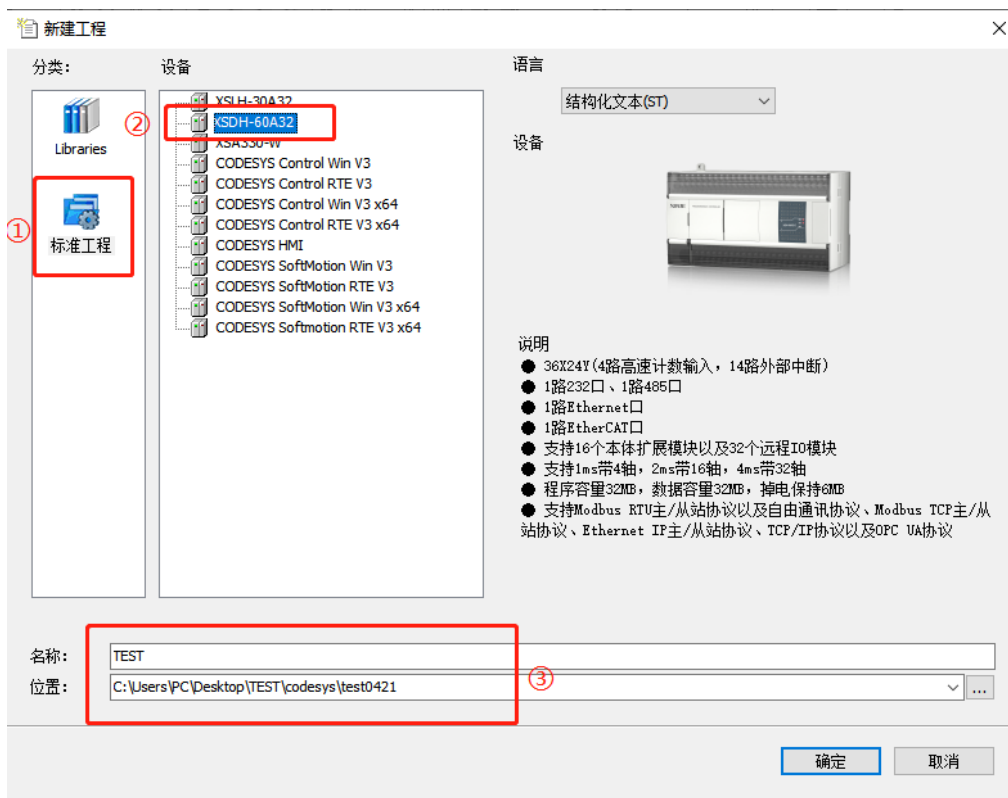 新建工程
分类:
设备
语言
Libraries
①
标准工程
②
XSLH-30A32
XSDH-60A32
XSA330-W
CODESYS Control Win V3
CODESYS Control RTE V3
CODESYS Control Win V3 x64
CODESYS Control RTE V3 x64
CODESYS HMI
CODESYS SoftMotion Win V3
CODESYS SoftMotion RTE V3
CODESYS SoftMotion Win V3 x64
CODESYS Softmotion RTE V3 x64
结构化文本(ST)
设备
说明
● 36X24Y(4路高速计数输入，14路外部中断)
● 1路232口、1路485口
● 1路Ethernet口
● 1路EtherCAT口
● 支持16个本体扩展模块以及32个远程IO模块
● 支持1ms带4轴，2ms带16轴，4ms带32轴
● 程序容量32MB，数据容量32MB，掉电保持6MB
● 支持Modbus RTU主/从站协议以及自由通讯协议、Modbus TCP主/从
站协议、Ethernet IP主/从站协议、TCP/IP协议以及OPC UA协议
名称:
TEST
位置:
C:\Users\PC\Desktop\TEST\codesys\test0421
③
...
确定
取消